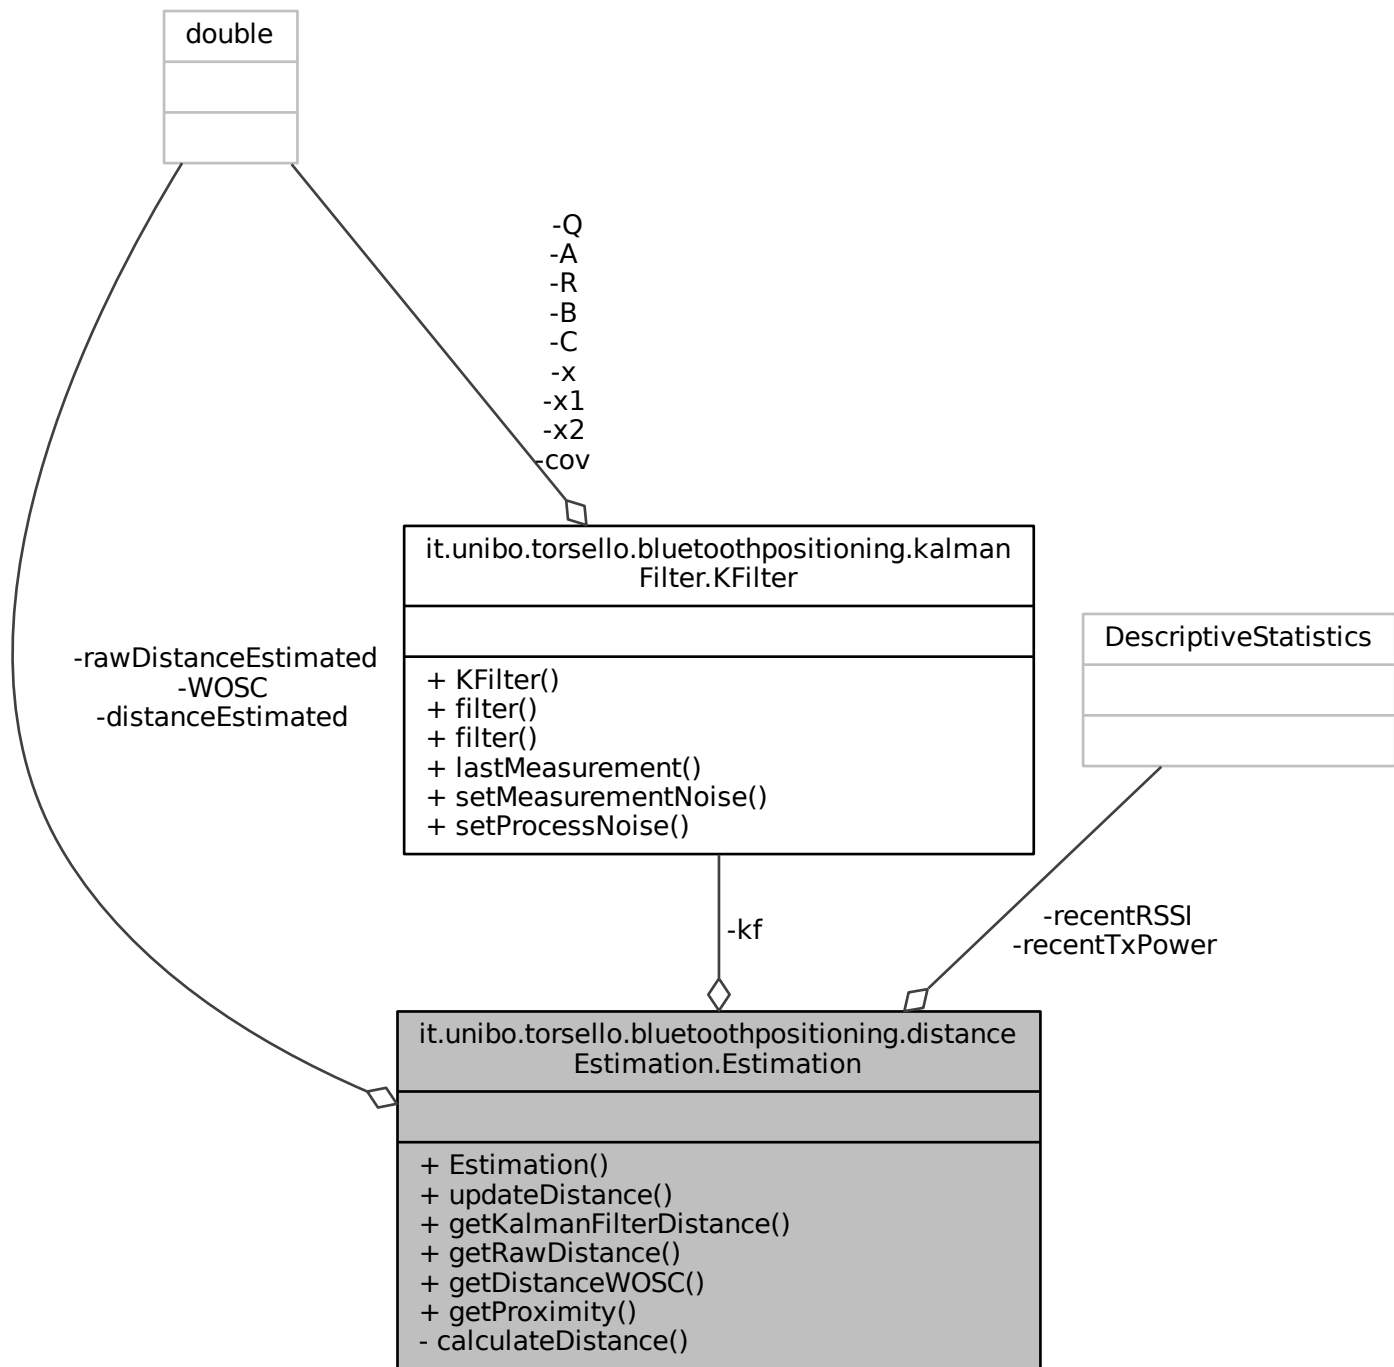 double
-Q
-A
-R
-B
-C
-x
-x1
-x2
-cov
it.unibo.torsello.bluetoothpositioning.kalman
Filter.KFilter
+ KFilter()
+ filter()
+ filter()
+ lastMeasurement()
+ setMeasurementNoise()
+ setProcessNoise()
DescriptiveStatistics
-rawDistanceEstimated
-WOSC
-distanceEstimated
-kf
-recentRSSI
-recentTxPower
it.unibo.torsello.bluetoothpositioning.distance
Estimation.Estimation
+ Estimation()
+ updateDistance()
+ getKalmanFilterDistance()
+ getRawDistance()
+ getDistanceWOSC()
+ getProximity()
- calculateDistance()